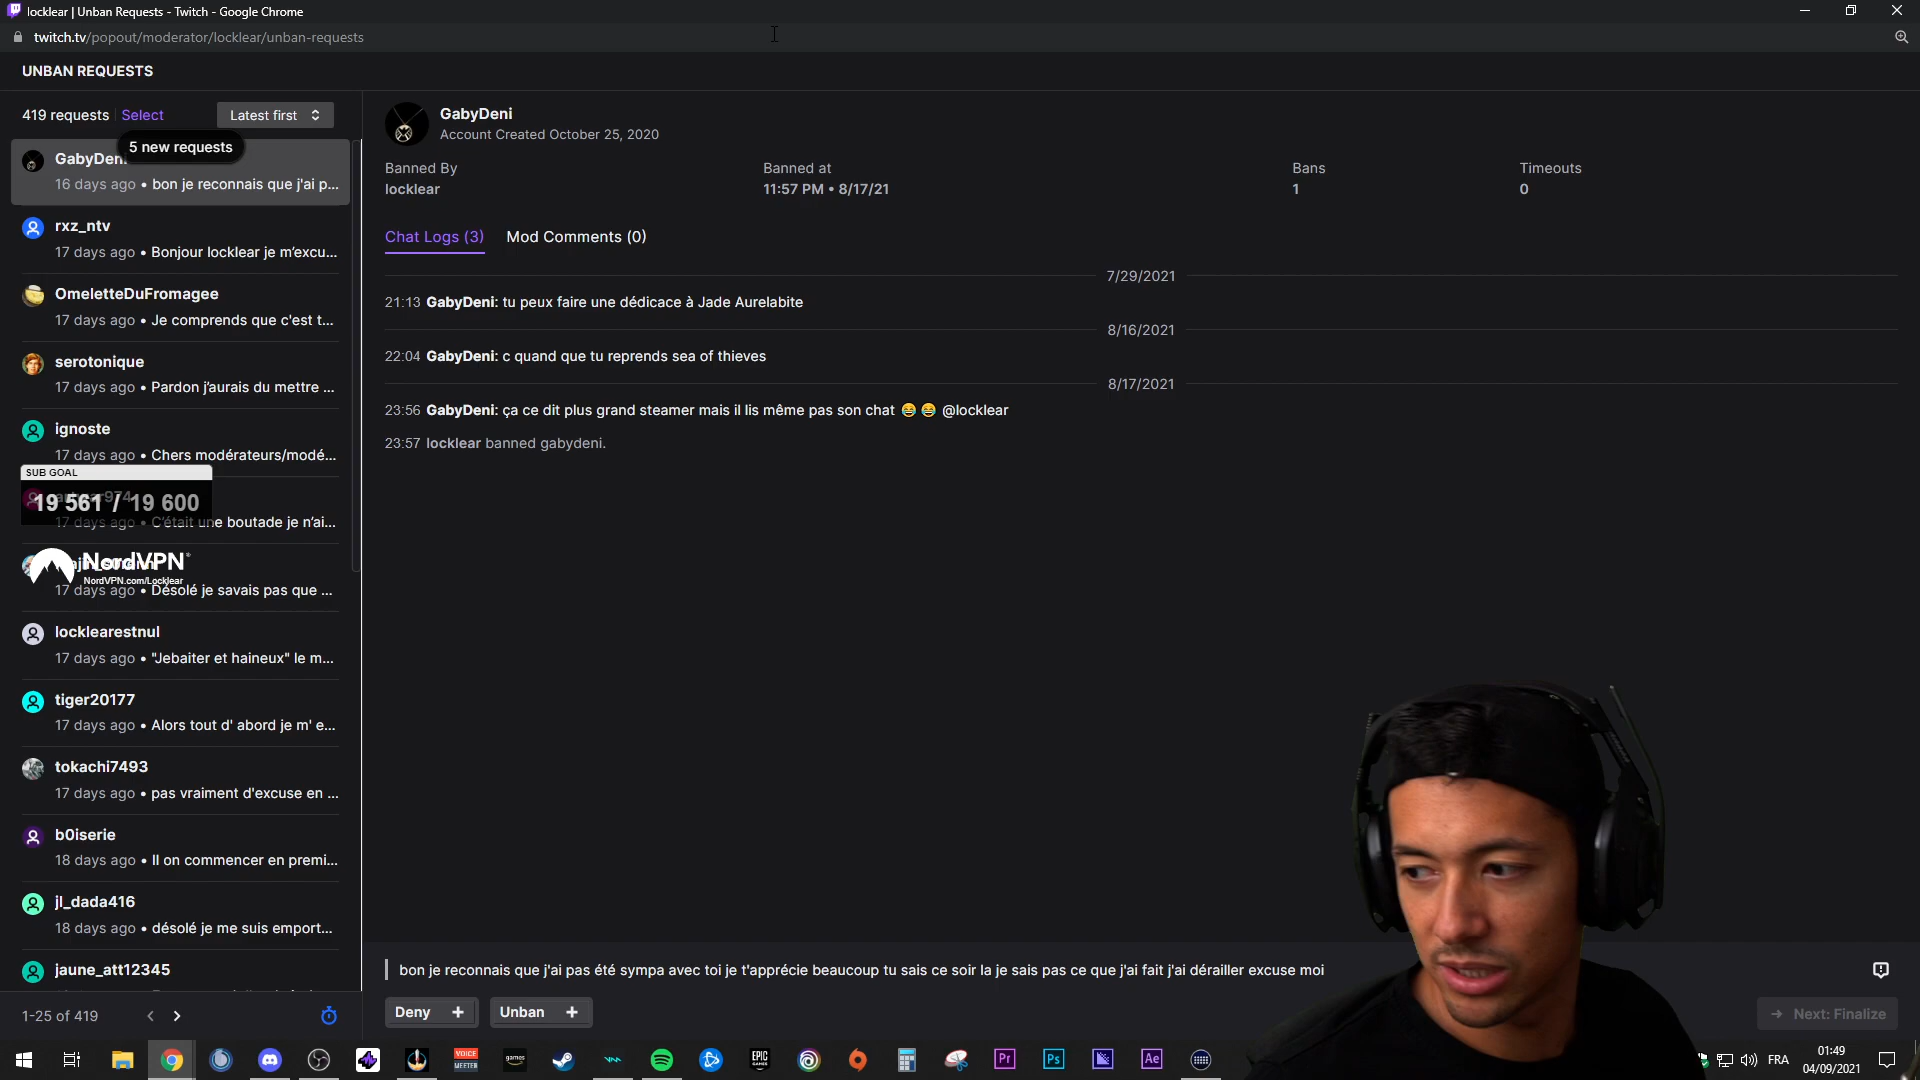 locklear | Unban Requests - Twitch - Google Chrome
twitch.tv/popout/moderator/locklear/unban-requests
UNBAN REQUESTS
419 requests Select Latest first
5 new requests
GabyDeni
16 days ago • bon je reconnais que j'ai p...
rxz_ntv
17 days ago • Bonjour locklear je m’excu...
OmeletteDuFromagee
17 days ago • Je comprends que c'est t...
serotonique
17 days ago • Pardon j’aurais du mettre ...
ignoste
17 days ago • Chers modérateurs/modé...
SUB GOAL
19 561 / 19 600
17 days ago • C’était une boutade je n’ai...
NordVPN®
NordVPN.com/Locklear
17 days ago • Désolé je savais pas que ...
locklearestnul
17 days ago • "Jebaiter et haineux" le m...
tiger20177
17 days ago • Alors tout d' abord je m' e...
tokachi7493
17 days ago • pas vraiment d'excuse en ...
b0iserie
18 days ago • Il on commencer en premi...
jl_dada416
18 days ago • désolé je me suis emport...
jaune_att12345
1-25 of 419
GabyDeni
Account Created October 25, 2020
Banned By Banned at Bans Timeouts
locklear 11:57 PM • 8/17/21 1 0
Chat Logs (3) Mod Comments (0)
7/29/2021
21:13 GabyDeni: tu peux faire une dédicace à Jade Aurelabite
8/16/2021
22:04 GabyDeni: c quand que tu reprends sea of thieves
8/17/2021
23:56 GabyDeni: ça ce dit plus grand steamer mais il lis même pas son chat 😂 😂 @locklear
23:57 locklear banned gabydeni.
bon je reconnais que j'ai pas été sympa avec toi je t'apprécie beaucoup tu sais ce soir la je sais pas ce que j'ai fait j'ai dérailler excuse moi
Deny + Unban +
Next: Finalize
VOICE MEETER
games
EPIC GAMES
Pr
Ps
Ae
FRA
01:49
04/09/2021